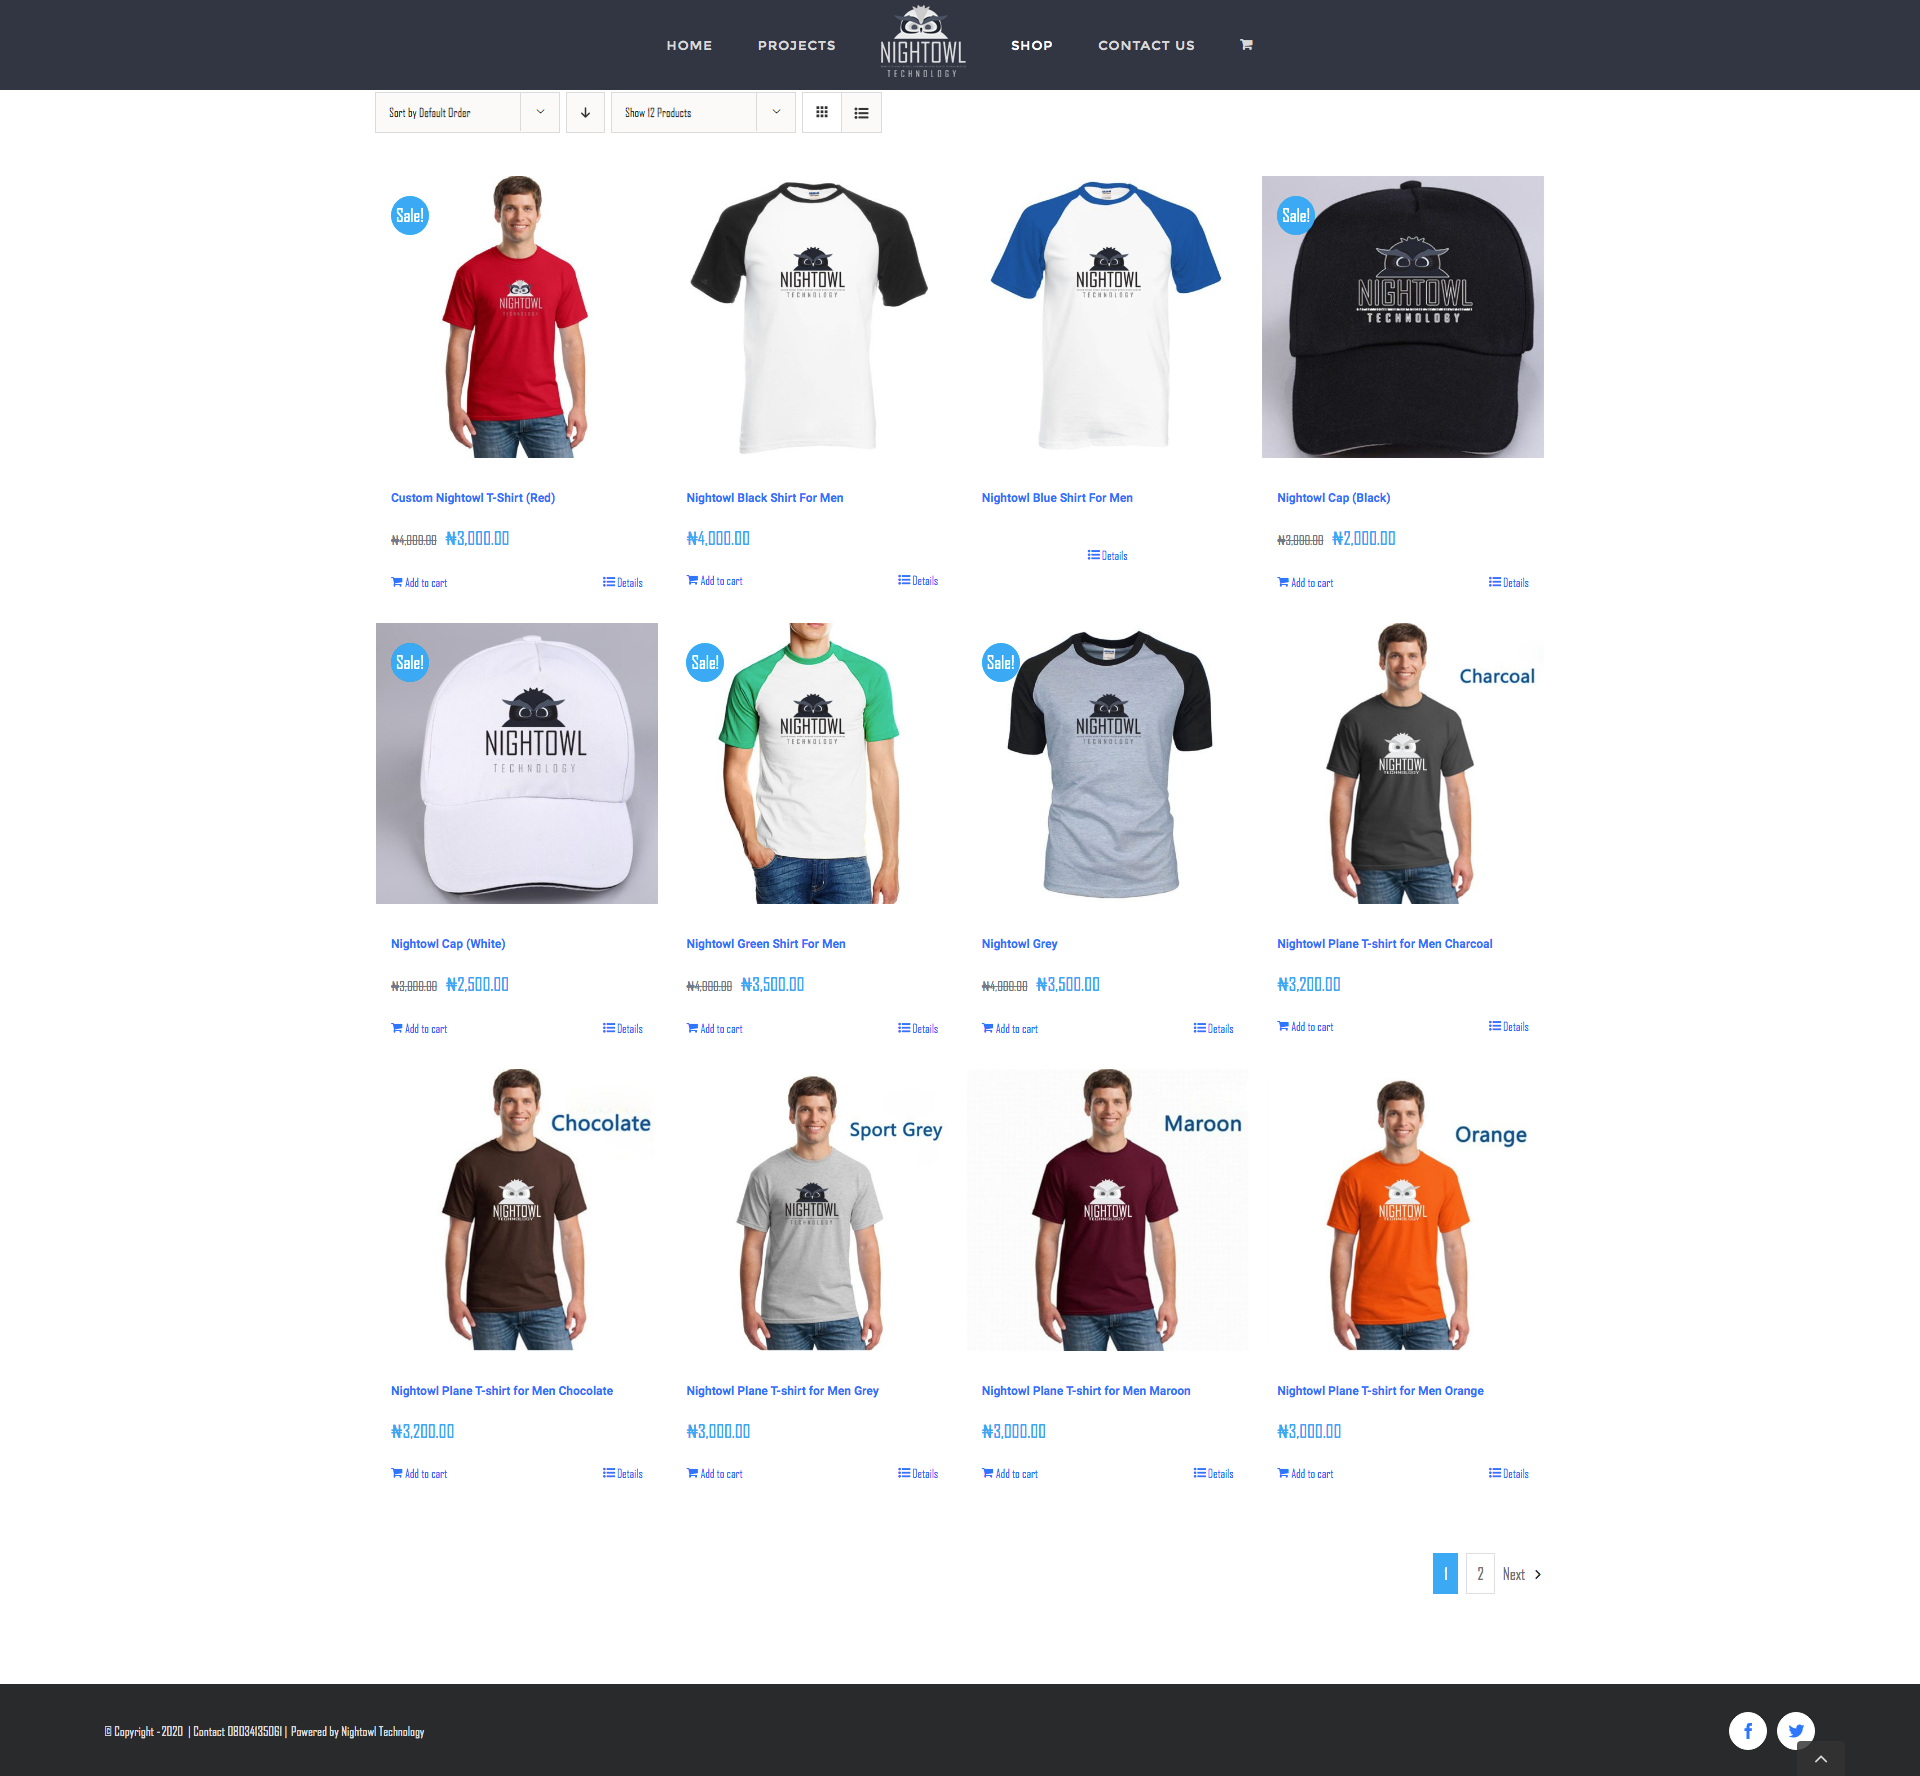 HOME
PROJECTS
NIGHTOWL
TECHNOLOGY
SHOP
CONTACT US
Sort by Default Order
Show 12 Products
Sale!
NIGHTOWL
TECHNOLOGY
NIGHTOWL
TECHNOLOGY
NIGHTOWL
TECHNOLOGY
Sale!
NIGHTOWL
TECHNOLOGY
Custom Nightowl T-Shirt (Red)
Nightowl Black Shirt For Men
Nightowl Blue Shirt For Men
Nightowl Cap (Black)
₦4,000.00 ₦3,000.00
₦4,000.00
₦3,000.00 ₦2,000.00
Add to cart
Details
Add to cart
Details
Details
Add to cart
Details
Sale!
NIGHTOWL
TECHNOLOGY
Sale!
NIGHTOWL
TECHNOLOGY
Sale!
NIGHTOWL
TECHNOLOGY
Charcoal
NIGHTOWL
TECHNOLOGY
Nightowl Cap (White)
Nightowl Green Shirt For Men
Nightowl Grey
Nightowl Plane T-shirt for Men Charcoal
₦3,000.00 ₦2,500.00
₦4,000.00 ₦3,500.00
₦4,000.00 ₦3,500.00
₦3,200.00
Add to cart
Details
Add to cart
Details
Add to cart
Details
Add to cart
Details
Chocolate
NIGHTOWL
TECHNOLOGY
Sport Grey
NIGHTOWL
TECHNOLOGY
Maroon
NIGHTOWL
TECHNOLOGY
Orange
NIGHTOWL
TECHNOLOGY
Nightowl Plane T-shirt for Men Chocolate
Nightowl Plane T-shirt for Men Grey
Nightowl Plane T-shirt for Men Maroon
Nightowl Plane T-shirt for Men Orange
₦3,200.00
₦3,000.00
₦3,000.00
₦3,000.00
Add to cart
Details
Add to cart
Details
Add to cart
Details
Add to cart
Details
1
2
Next
© Copyright - 2020 | Contact 08034135061 | Powered by Nightowl Technology